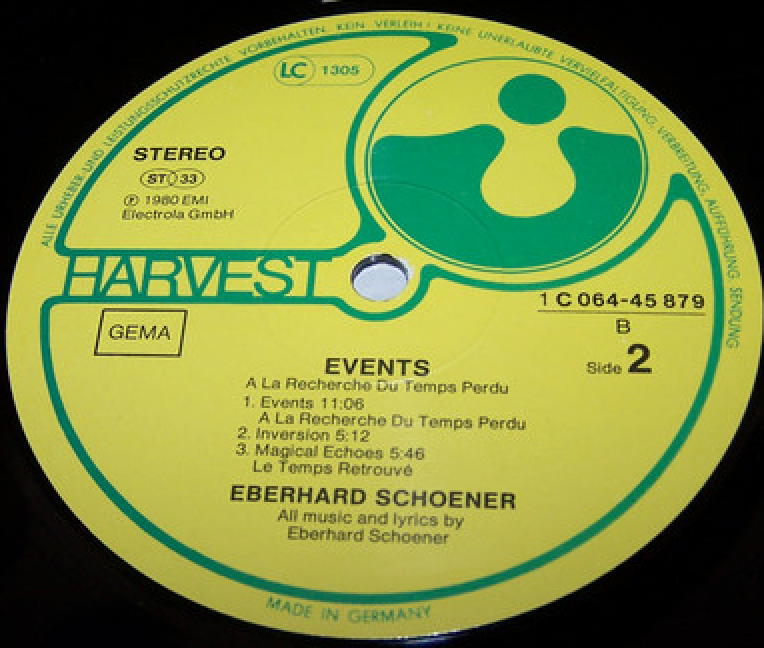 ALLE URHEBER-UND LEISTUNGSSCHUTZRECHTE VORBEHALTEN. KEIN VERLEIH! KEINE UNERLAUBTE VERVIELFÄLTIGUNG, VERBREITUNG, AUFFÜHRUNG SENDUNG
LC 1305
STEREO
ST 33
℗ 1980 EMI
Electrola GmbH
HARVEST
1 C 064-45 879
B
Side 2
GEMA
EVENTS
A La Recherche Du Temps Perdu
1. Events 11:06
A La Recherche Du Temps Perdu
2. Inversion 5:12
3. Magical Echoes 5:46
Le Temps Retrouvé
EBERHARD SCHOENER
All music and lyrics by
Eberhard Schoener
MADE IN GERMANY